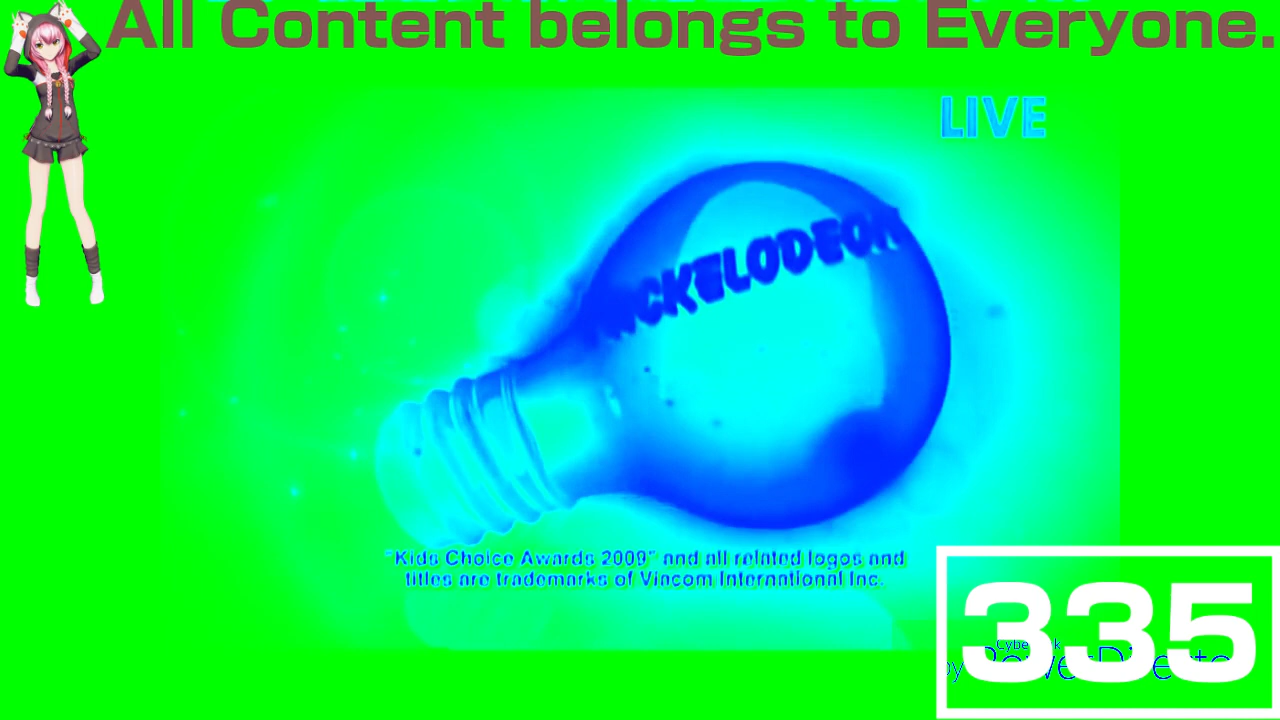 All Content belongs to Everyone.
LIVE
NICKELODEON
"Kids Choice Awards 2009" and all related logos and
titles are trademarks of Viacom International Inc.
335
by